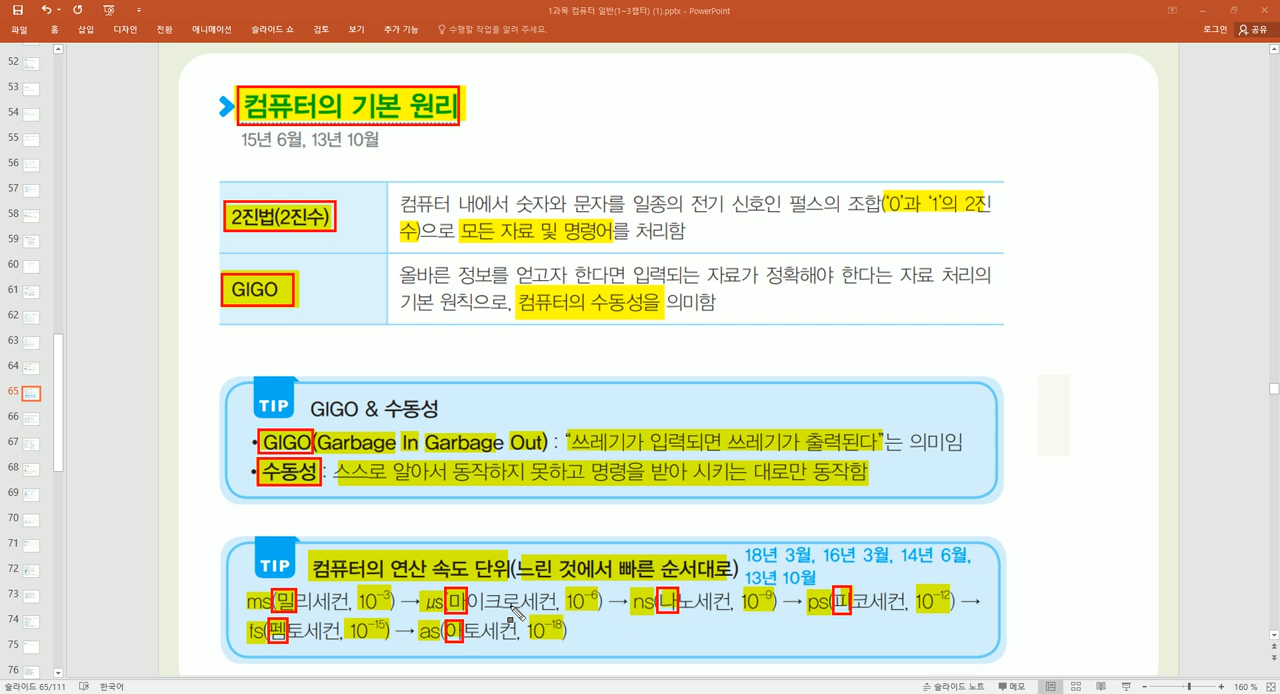 1과목 컴퓨터 일반(1~3챕터) (1).pptx - PowerPoint
파일 홈 삽입 디자인 전환 애니메이션 슬라이드 쇼 검토 보기 추가 기능 수행할 작업을 알려 주세요. 로그인 공유
52
53
54
55
56
57
58
59
60
61
62
63
64
65
66
67
68
69
70
71
72
73
74
75
76
컴퓨터의 기본 원리
15년 6월, 13년 10월
2진법(2진수)
컴퓨터 내에서 숫자와 문자를 일종의 전기 신호인 펄스의 조합(‘0’과 ‘1’의 2진
수)으로 모든 자료 및 명령어를 처리함
GIGO
올바른 정보를 얻고자 한다면 입력되는 자료가 정확해야 한다는 자료 처리의
기본 원칙으로, 컴퓨터의 수동성을 의미함
TIP GIGO & 수동성
• GIGO(Garbage In Garbage Out) : “쓰레기가 입력되면 쓰레기가 출력된다”는 의미임
• 수동성 : 스스로 알아서 동작하지 못하고 명령을 받아 시키는 대로만 동작함
TIP 컴퓨터의 연산 속도 단위(느린 것에서 빠른 순서대로) 18년 3월, 16년 3월, 14년 6월,
13년 10월
ms(밀리세컨, 10⁻³) → μs(마이크로세컨, 10⁻⁶) → ns(나노세컨, 10⁻⁹) → ps(피코세컨, 10⁻¹²) →
fs(펨토세컨, 10⁻¹⁵) → as(아토세컨, 10⁻¹⁸)
슬라이드 65/111 한국어 슬라이드 노트 메모 160 %